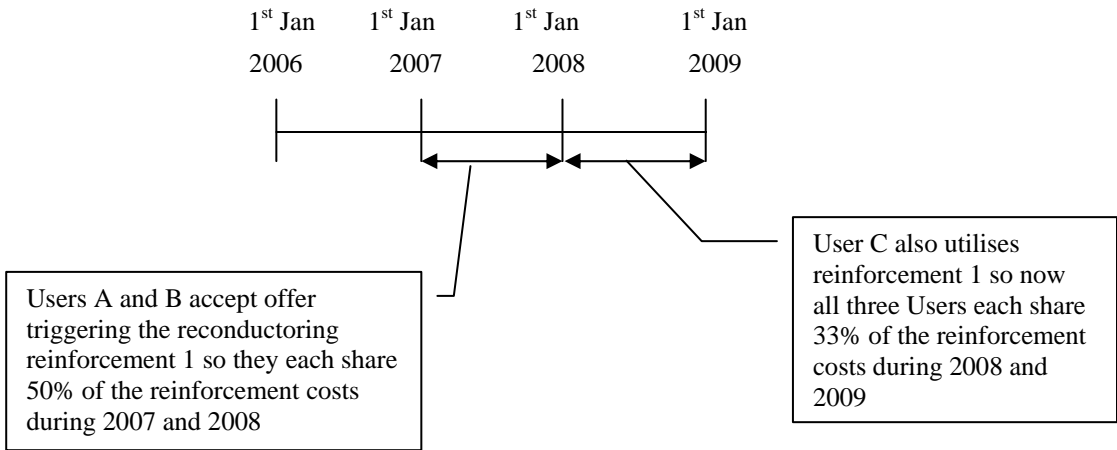 1st Jan 1st Jan 1st Jan 1st Jan
2006 2007 2008 2009
Users A and B accept offer
triggering the reconductoring
reinforcement 1 so they each share
50% of the reinforcement costs
during 2007 and 2008
User C also utilises
reinforcement 1 so now
all three Users each share
33% of the reinforcement
costs during 2008 and
2009